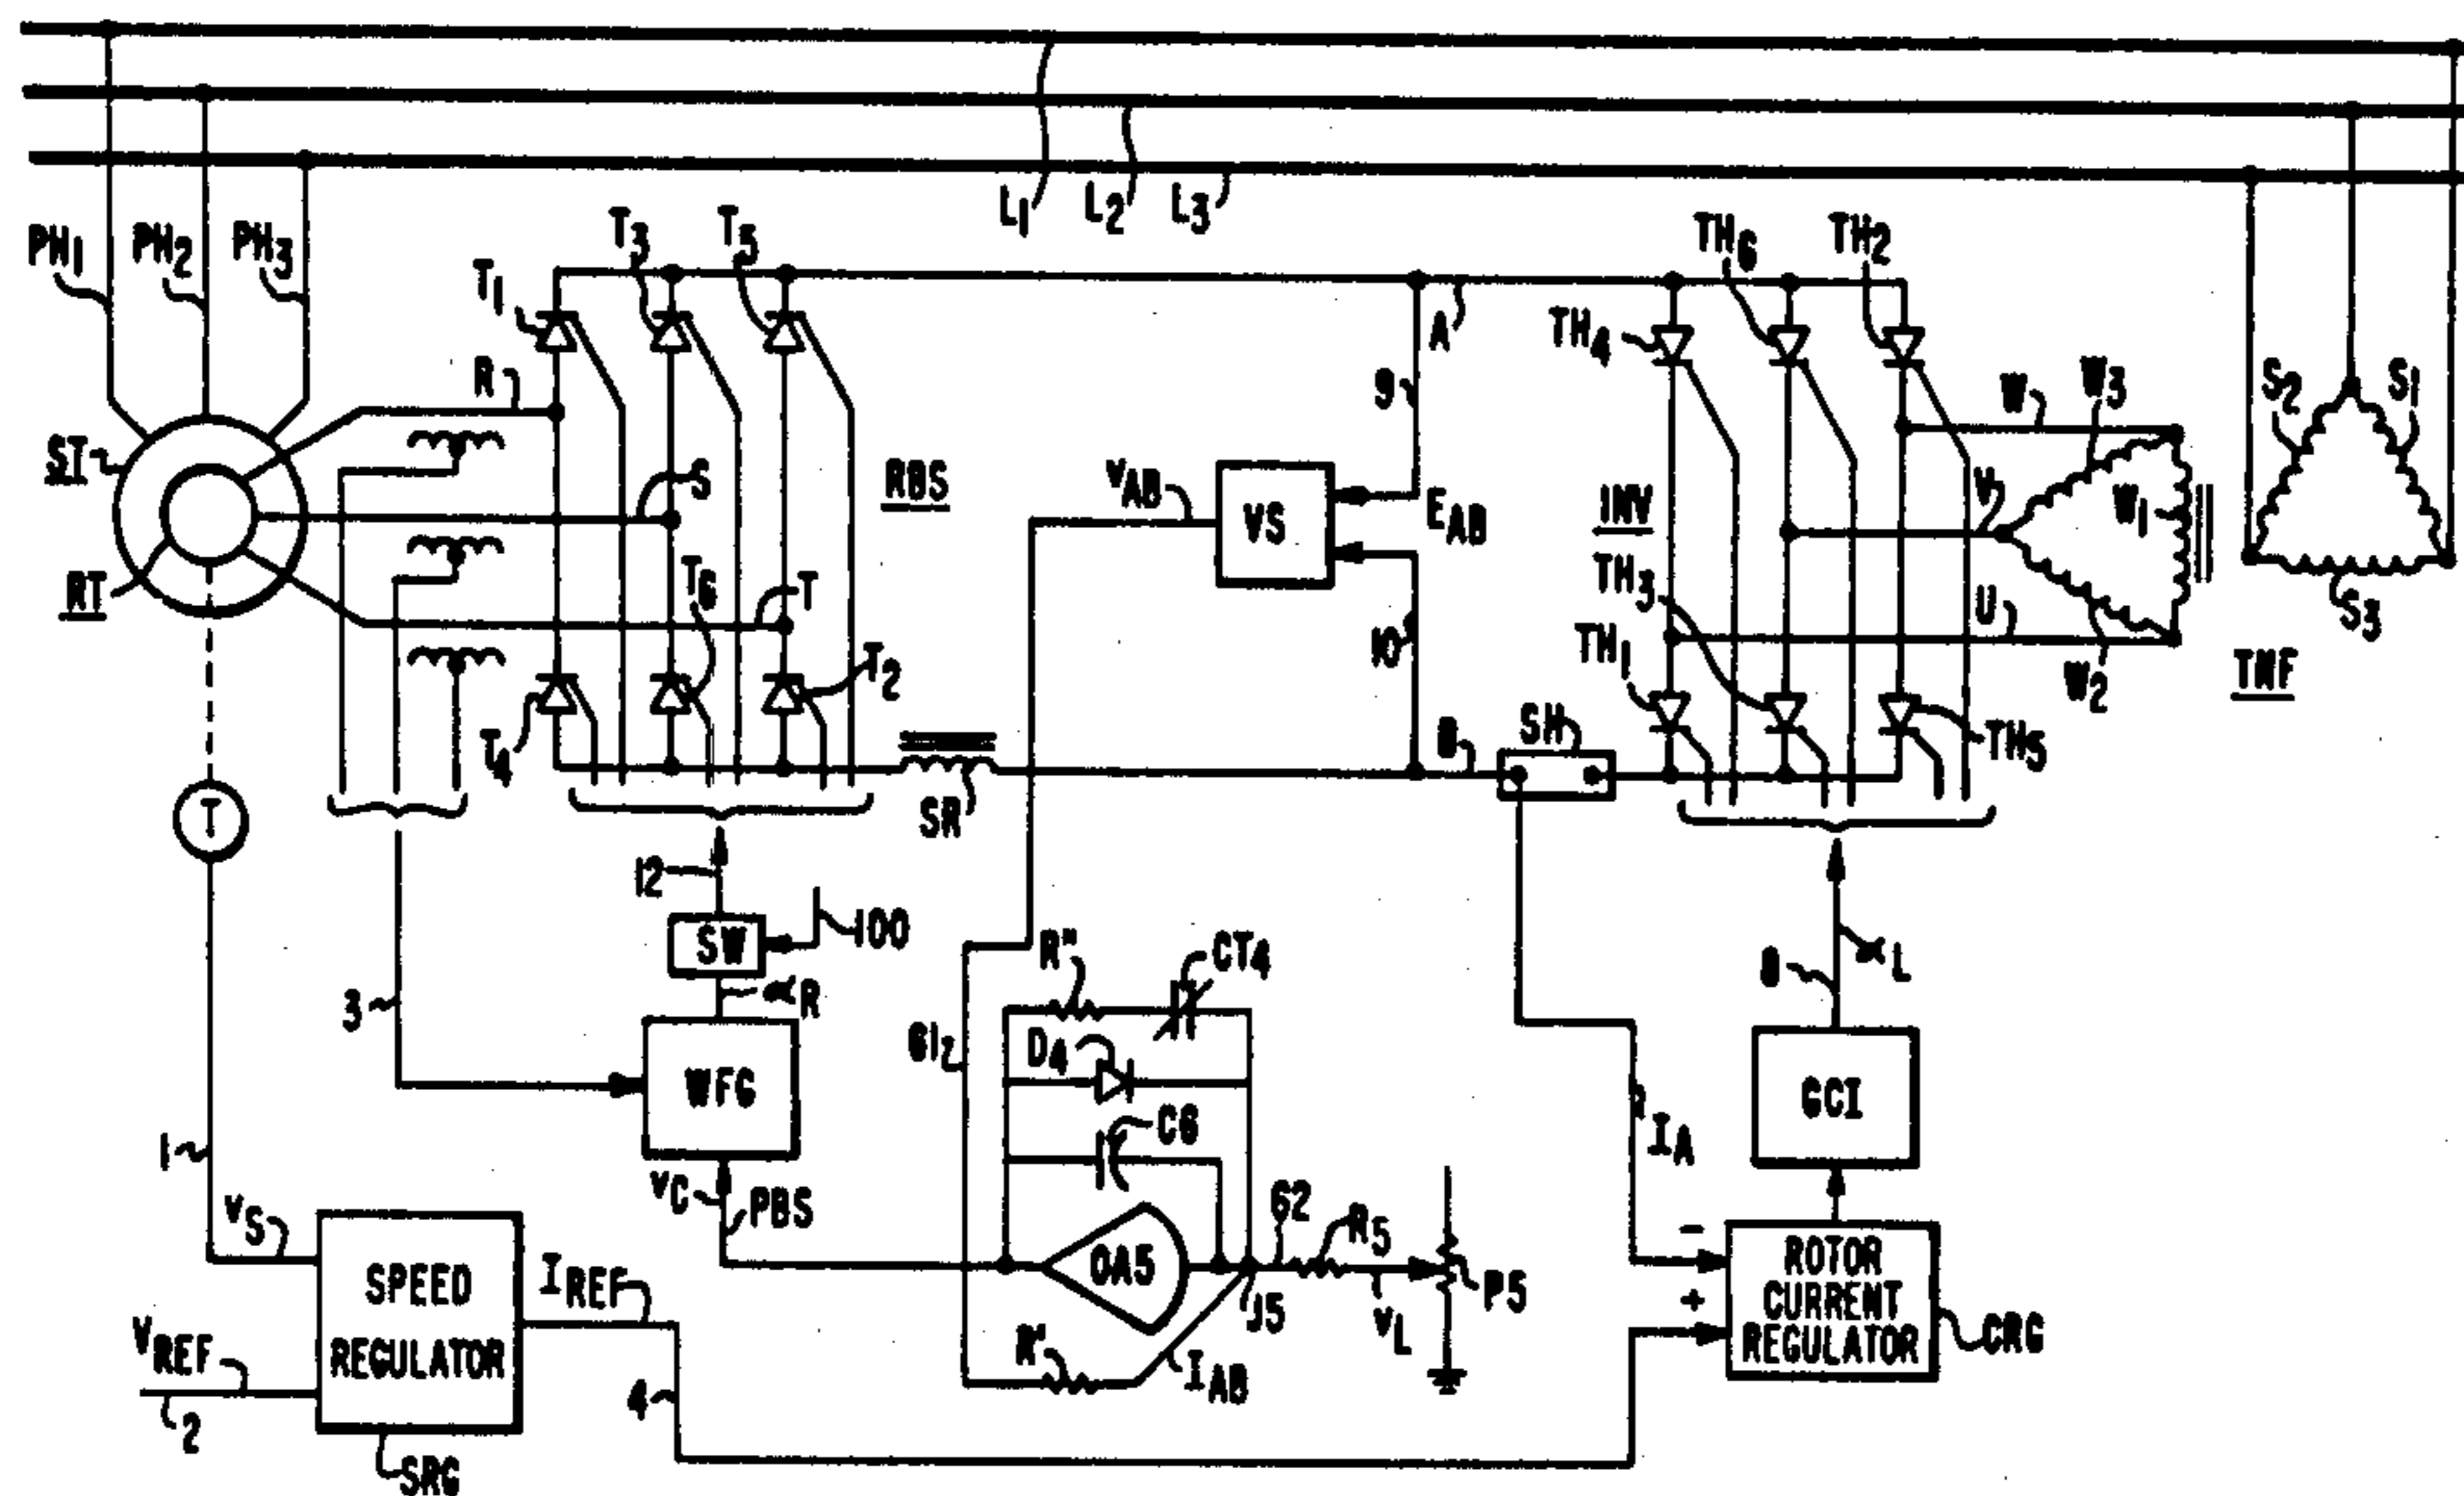 L1 L2 L3
PH1 PH2 PH3
T1 T3 T5
TH4 TH6 TH2
A
R
9
W W3
S2 S1
ST
S
RBS
VAB
VS
EAB
INV
V
W1
RT
T6
T
TH3
U
S3
10
TH1
T2
W2
TNF
T4
SR
B
SH
TH5
T
12
SW
100
αR
3
R" CT4
8
αL
61
D4
WFG
GCI
C6
IA
1
vC
PBS
vS
OA5
62
R5
P5
J5
vL
SPEED
REGULATOR
IREF
-
+
ROTOR
CURRENT
REGULATOR
CRG
VREF
2
R'
IAB
4
SRG